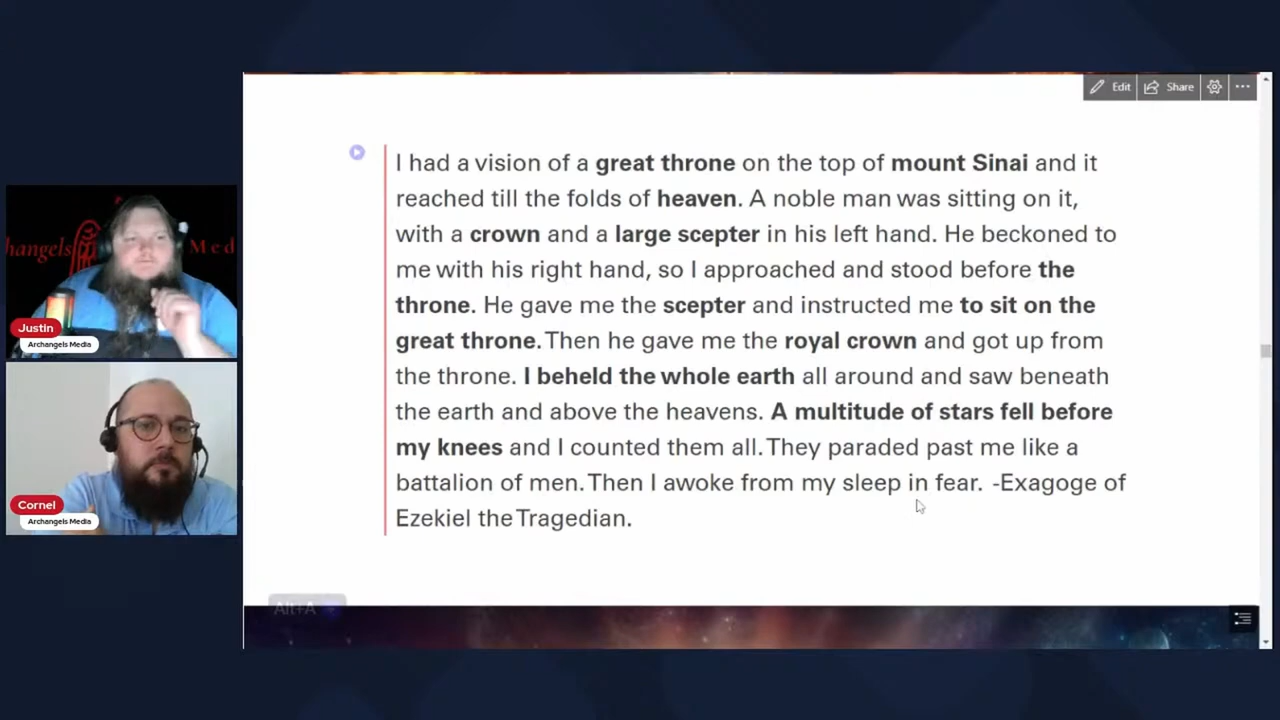 Edit
Share
I had a vision of a great throne on the top of mount Sinai and it
reached till the folds of heaven. A noble man was sitting on it,
with a crown and a large scepter in his left hand. He beckoned to
me with his right hand, so I approached and stood before the
throne. He gave me the scepter and instructed me to sit on the
great throne. Then he gave me the royal crown and got up from
the throne. I beheld the whole earth all around and saw beneath
the earth and above the heavens. A multitude of stars fell before
my knees and I counted them all. They paraded past me like a
battalion of men. Then I awoke from my sleep in fear. -Exagoge of
Ezekiel the Tragedian.
Alt+A
hangels Med
Justin
Archangels Media
Cornel
Archangels Media